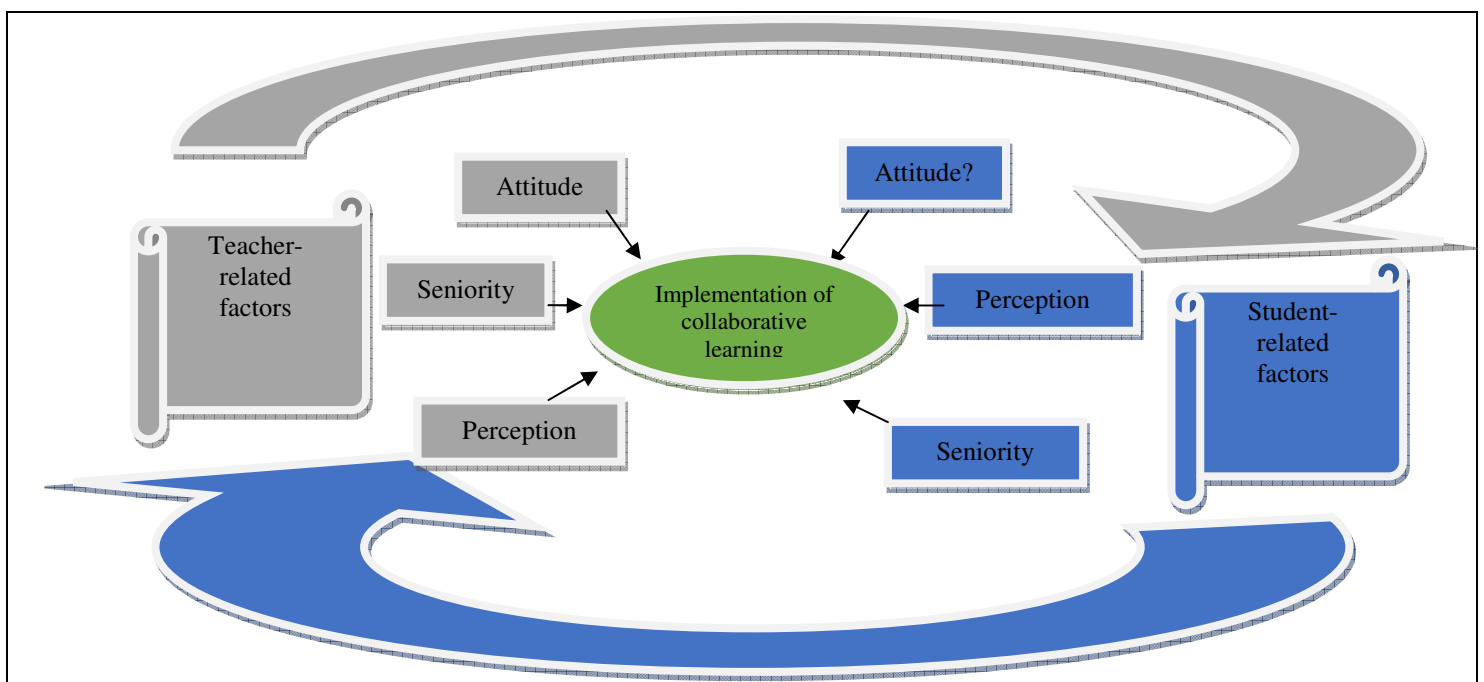 Attitude
Attitude?
Teacher-
related
factors
Seniority
Implementation of
collaborative
learning
Perception
Student-
related
factors
Perception
Seniority